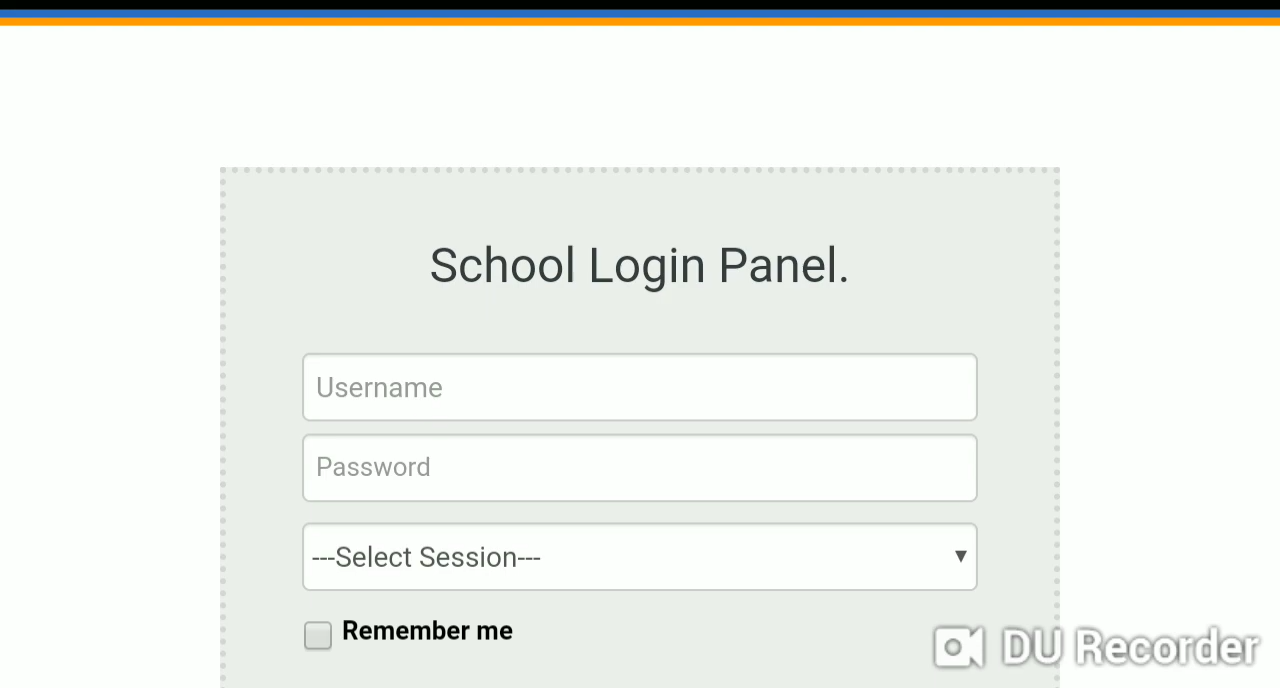 School Login Panel.
Username
Password
---Select Session---
Remember me
DU Recorder